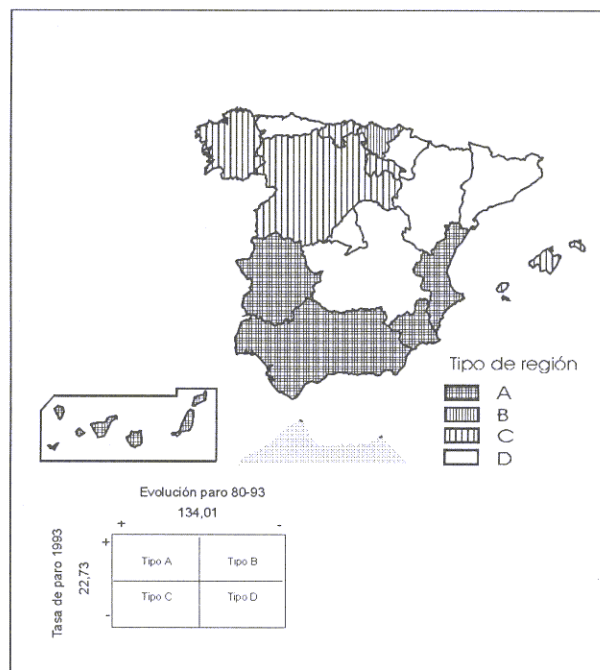 Tipo de región
A
B
C
D
Evolución paro 80-93
134,01
+ -
Tasa de paro 1993
22,73
+
-
Tipo A Tipo B
Tipo C Tipo D